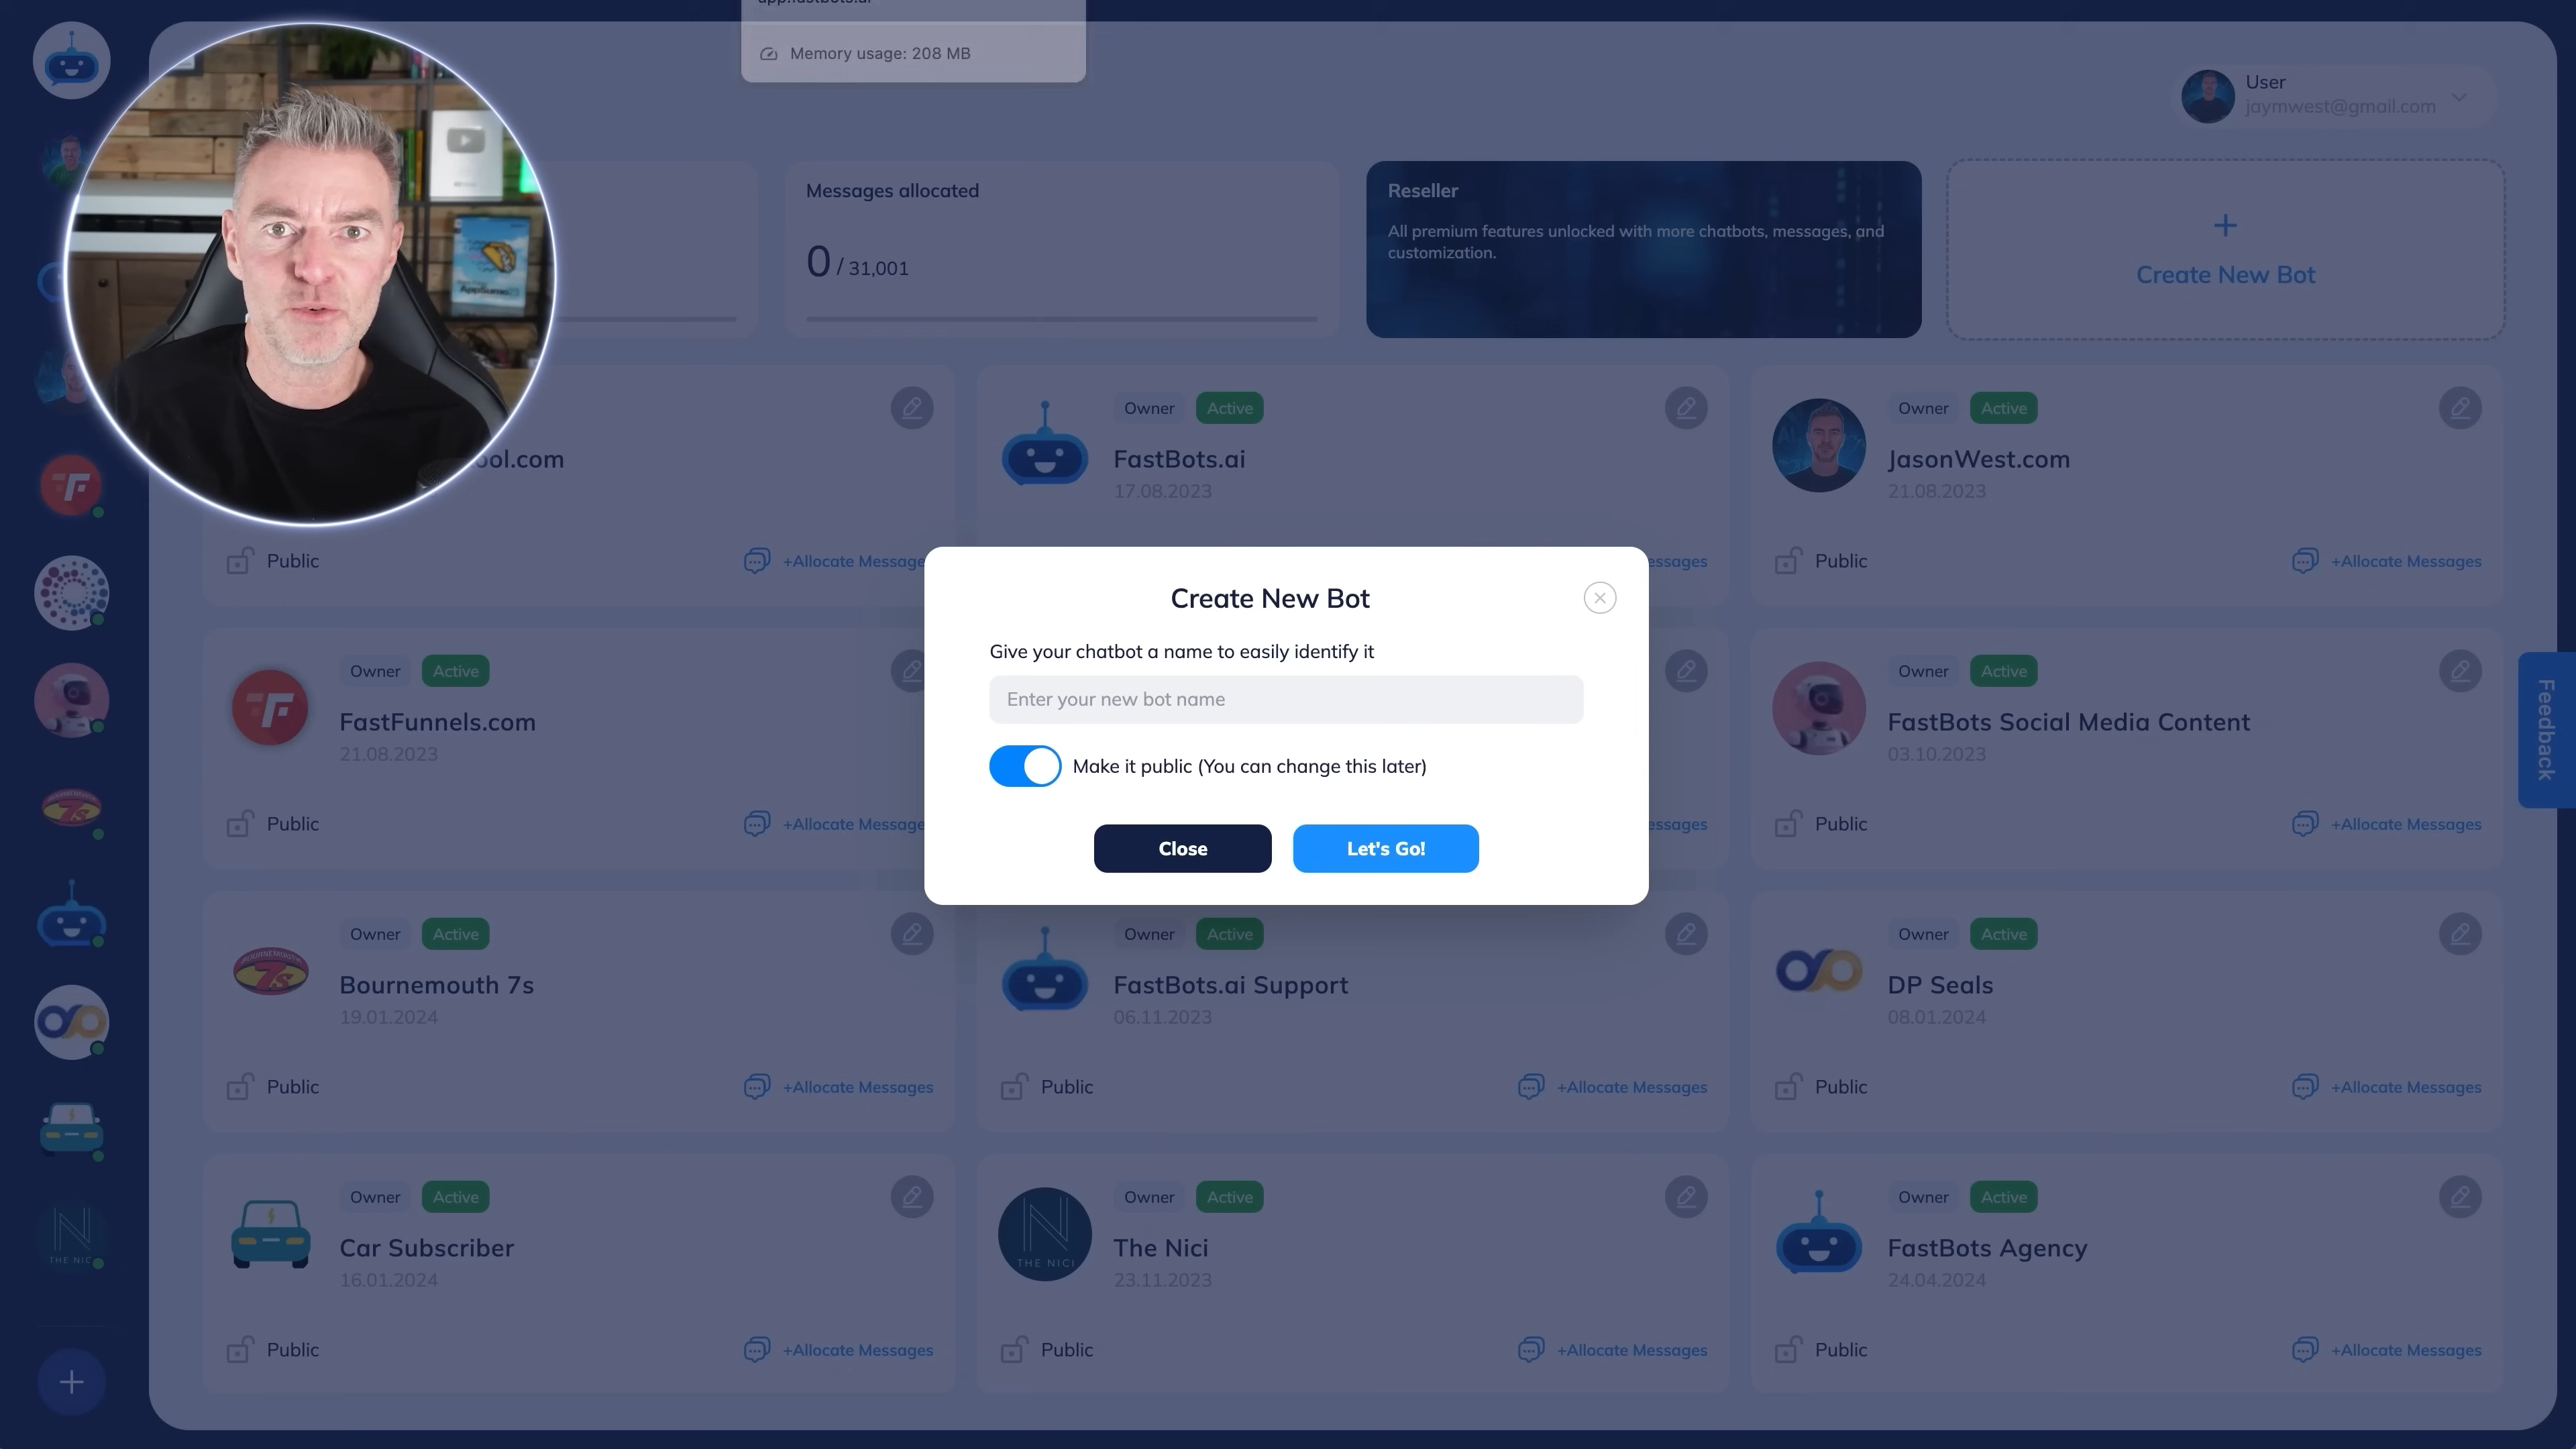 Memory usage: 208 MB
User
jaymwest@gmail.com
Messages allocated
0 / 31,001
Reseller
All premium features unlocked with more chatbots, messages, and
customization.
+
Create New Bot
ool.com
Public
+Allocate Message
Owner
Active
FastBots.ai
17.08.2023
essages
Owner
Active
JasonWest.com
21.08.2023
Public
+Allocate Messages
Create New Bot
Give your chatbot a name to easily identify it
Enter your new bot name
Make it public (You can change this later)
Close
Let's Go!
Owner
Active
FastFunnels.com
21.08.2023
Public
+Allocate Message
essages
Owner
Active
FastBots Social Media Content
03.10.2023
Public
+Allocate Messages
Feedback
Owner
Active
Bournemouth 7s
19.01.2024
Public
+Allocate Messages
Owner
Active
FastBots.ai Support
06.11.2023
Public
+Allocate Messages
Owner
Active
DP Seals
08.01.2024
Public
+Allocate Messages
Owner
Active
Car Subscriber
16.01.2024
Public
+Allocate Messages
THE NICI
Owner
Active
The Nici
23.11.2023
Public
+Allocate Messages
Owner
Active
FastBots Agency
24.04.2024
Public
+Allocate Messages